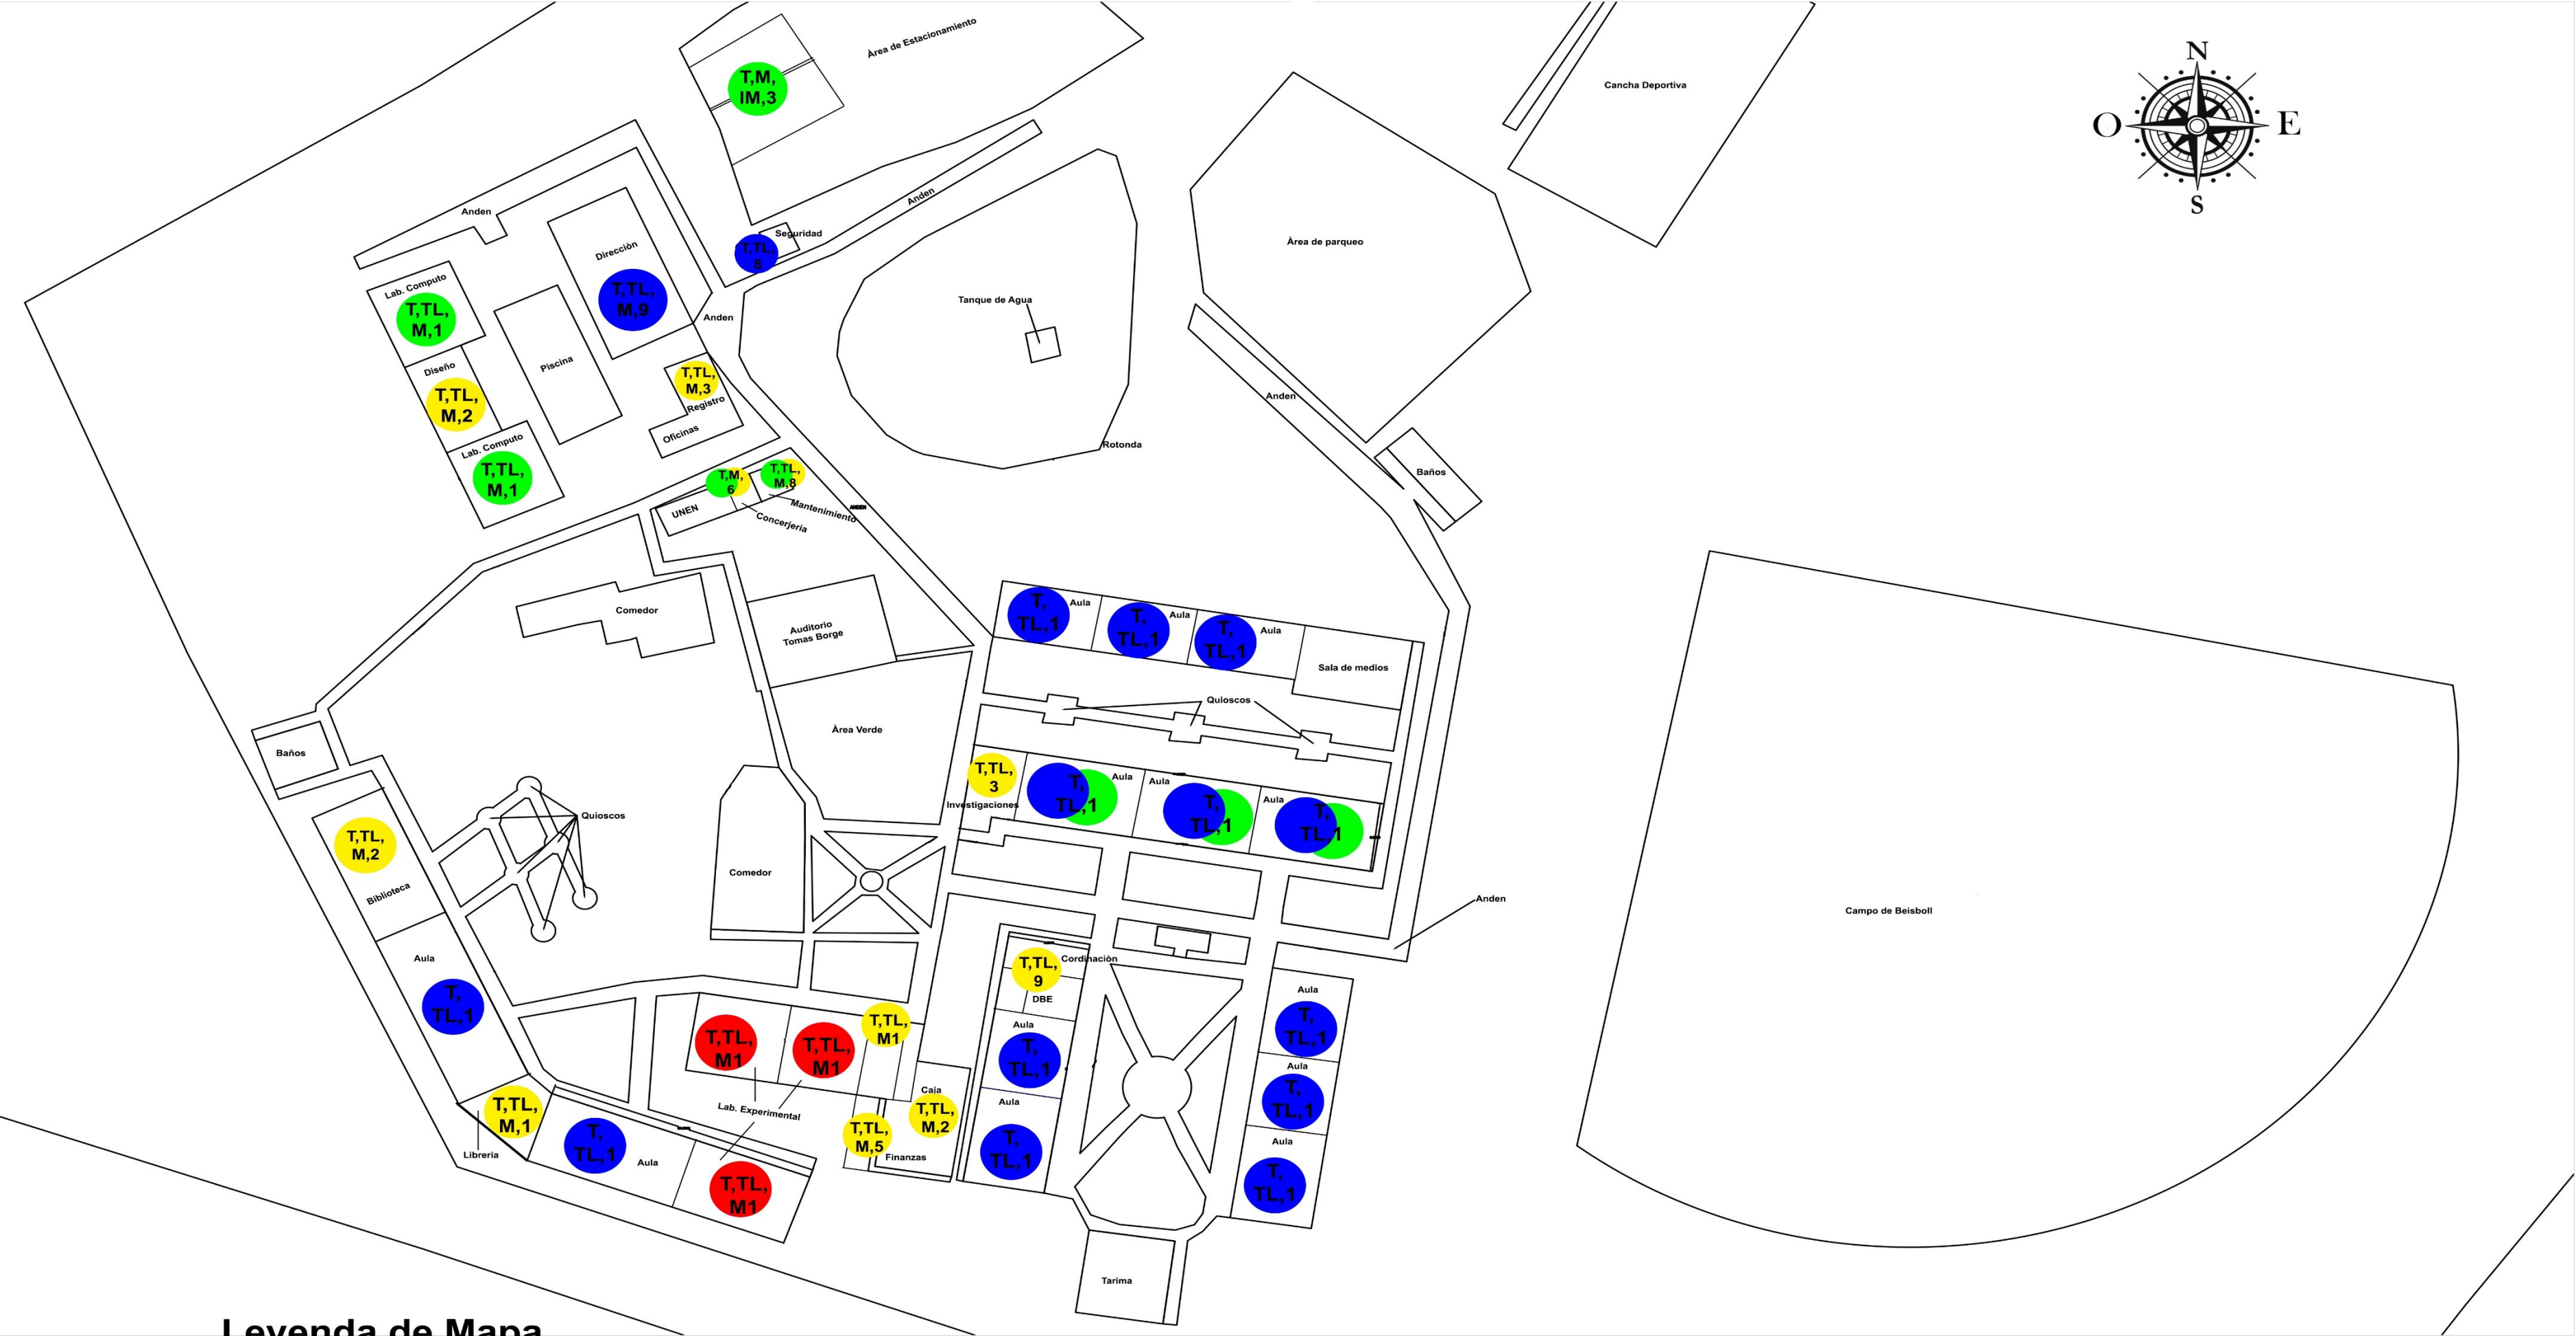 Àrea de Estacionamiento
T,M,
IM,3
Cancha Deportiva
N
O
E
S
Anden
Anden
Seguridad
T,TL,
8
Direcciòn
T,TL,
M,9
Àrea de parqueo
Lab. Computo
T,TL,
M,1
Anden
Tanque de Agua
Piscina
Diseño
T,TL,
M,2
T,TL,
M,3
Registro
Oficinas
Anden
Rotonda
Lab. Computo
T,TL,
M,1
T,M,
6
T,TL,
M,8
Baños
UNEN
Mantenimiento
Concerjeria
ANDEN
Comedor
Auditorio
Tomas Borge
T,
TL,1
Aula
T,
TL,1
Aula
T,
TL,1
Aula
Sala de medios
Quioscos
Àrea Verde
Baños
T,TL,
3
Investigaciones
T,
TL,1
Aula
Aula
T,
TL,1
Aula
T,
TL,1
Quioscos
T,TL,
M,2
Biblioteca
Comedor
Anden
Campo de Beisboll
Aula
T,
TL,1
T,TL,
9
Cordinaciòn
DBE
Aula
T,
TL,1
Aula
T,
TL,1
Aula
T,
TL,1
Aula
T,
TL,1
Aula
T,
TL,1
T,TL,
M1
T,TL,
M1
T,TL,
M1
Lab. Experimental
Caja
T,TL,
M,2
T,TL,
M,5
Finanzas
T,TL,
M,1
Libreria
T,
TL,1
Aula
T,TL,
M1
Tarima
Leyenda de Mapa